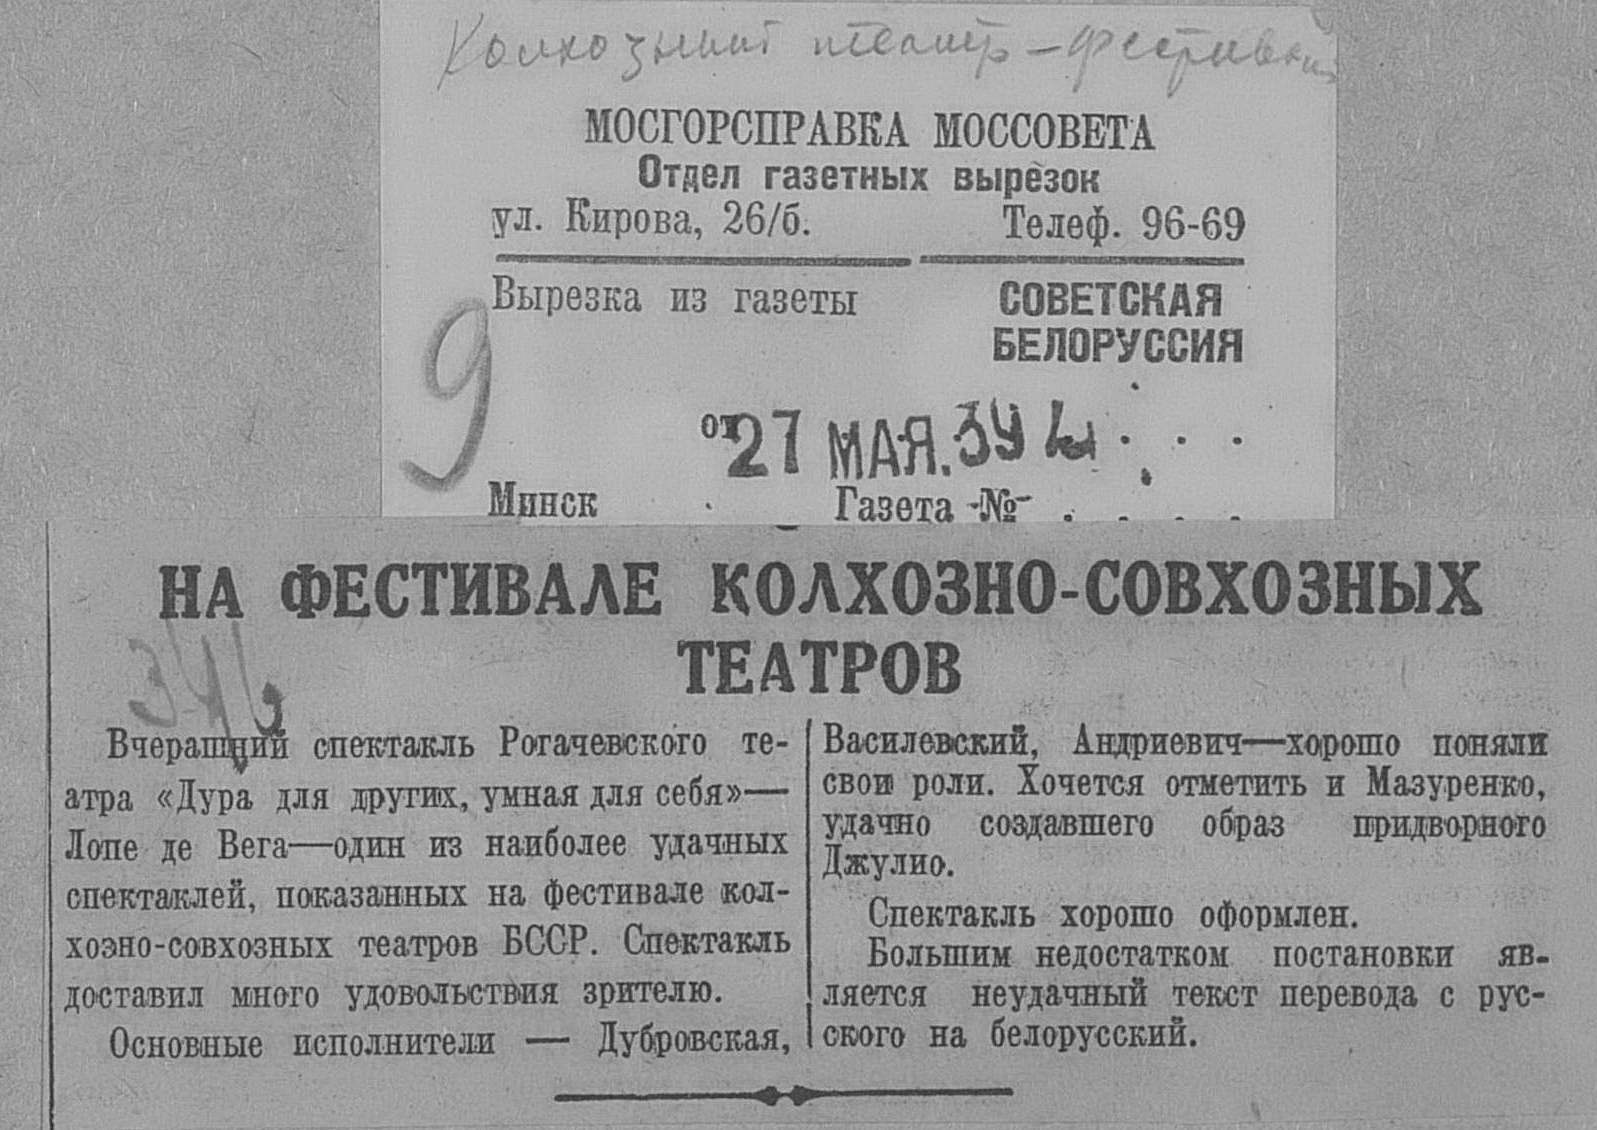 Колхозный театр - фестиваль
МОСГОРСПРАВКА МОССОВЕТА
Отдел газетных вырезок
ул. Кирова, 26/б. Телеф. 96-69
Вырезка из газеты СОВЕТСКАЯ
БЕЛОРУССИЯ
9
от 27 МАЯ. 39
Минск Газета №
НА ФЕСТИВАЛЕ КОЛХОЗНО-СОВХОЗНЫХ
ТЕАТРОВ
Вчерашний спектакль Рогачевского те-
атра «Дура для других, умная для себя»—
Лопе де Вега—один из наиболее удачных
спектаклей, показанных на фестивале кол-
хозно-совхозных театров БССР. Спектакль
доставил много удовольствия зрителю.
Основные исполнители — Дубровская,
Василевский, Андриевич—хорошо поняли
свои роли. Хочется отметить и Мазуренко,
удачно создавшего образ придворного
Джулио.
Спектакль хорошо оформлен.
Большим недостатком постановки яв-
ляется неудачный текст перевода с рус-
ского на белорусский.